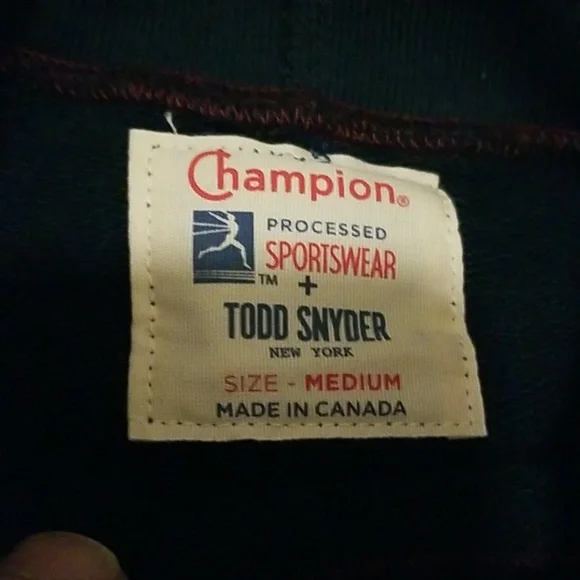 Champion®
PROCESSED
SPORTSWEAR
TM +
TODD SNYDER
NEW YORK
SIZE - MEDIUM
MADE IN CANADA